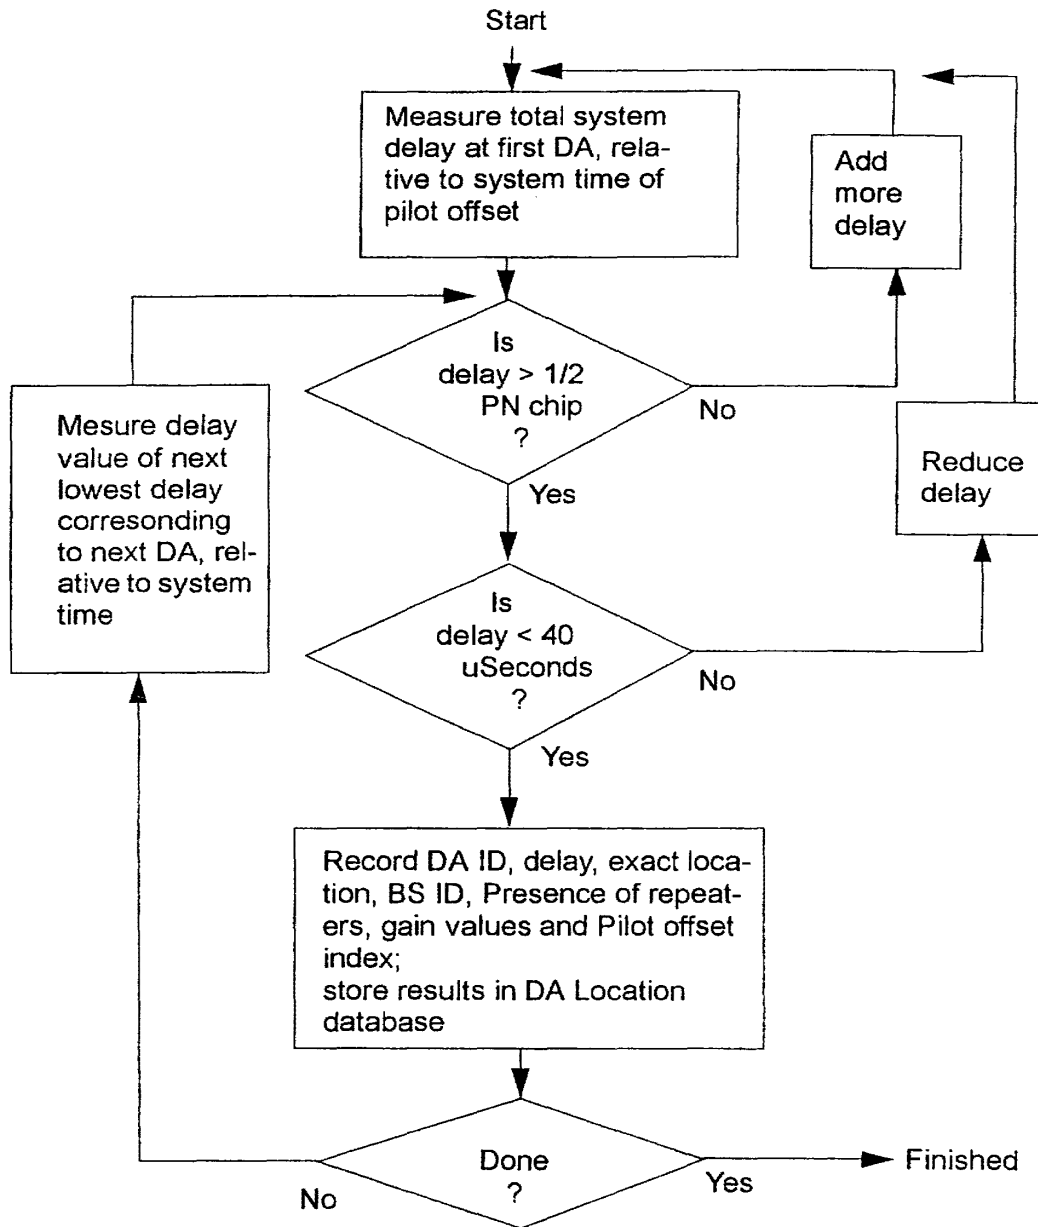 Start
Measure total system
delay at first DA, rela-
tive to system time of
pilot offset
Add
more
delay
Is
delay > 1/2
PN chip
?
No
Yes
Mesure delay
value of next
lowest delay
corresonding
to next DA, rel-
ative to system
time
Reduce
delay
Is
delay < 40
uSeconds
?
No
Yes
Record DA ID, delay, exact loca-
tion, BS ID, Presence of repeat-
ers, gain values and Pilot offset
index;
store results in DA Location
database
Done
?
No
Yes
Finished